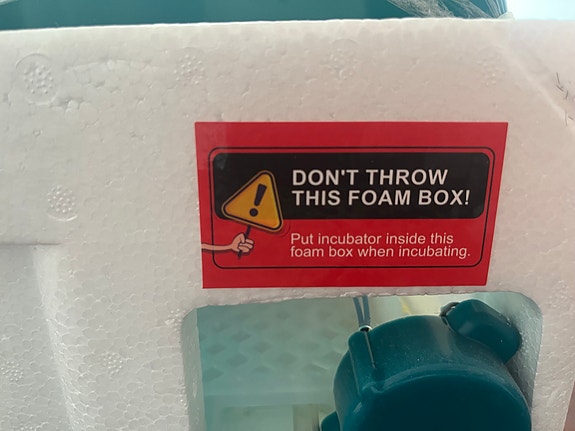 DON'T THROW
THIS FOAM BOX!
Put incubator inside this
foam box when incubating.